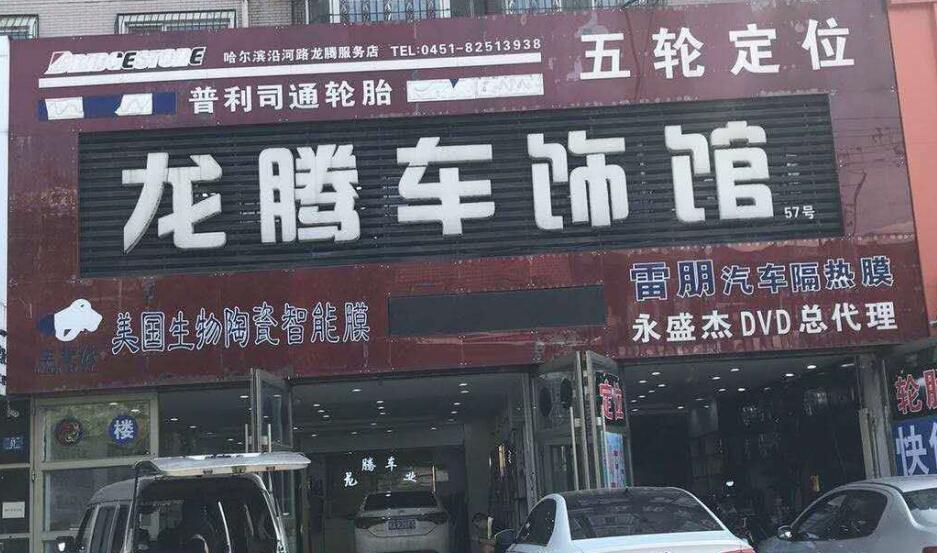 BRIDGESTONE 哈尔滨沿河路龙腾服务店 TEL:0451-82513938
普利司通轮胎
五轮定位
龙腾车饰馆
57号
美国生物陶瓷智能膜
雷朋汽车隔热膜
永盛杰DVD总代理
楼
定位
龙腾车业
轮胎